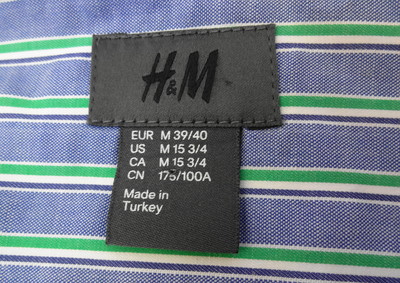 H&M
EUR M 39/40
US M 15 3/4
CA M 15 3/4
CN 175/100A
Made in
Turkey